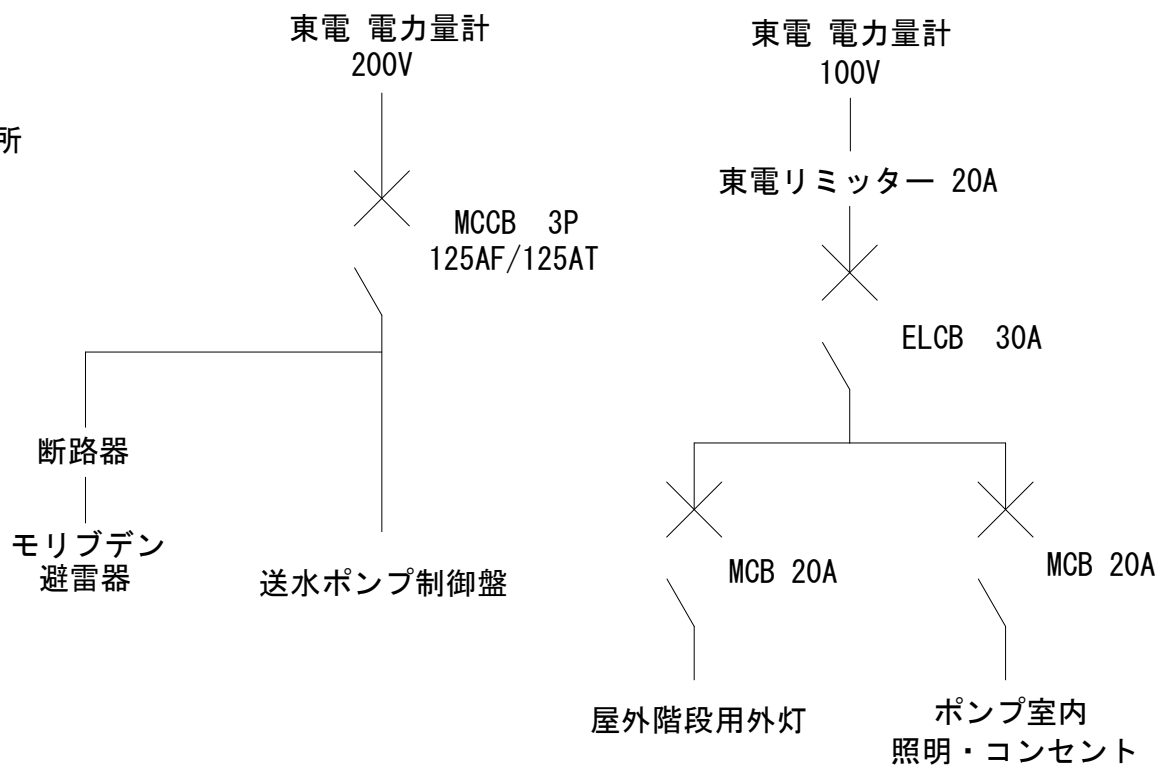 東電 電力量計
200V
東電 電力量計
100V
所
東電リミッター 20A
MCCB 3P
125AF/125AT
ELCB 30A
断路器
モリブデン
避雷器
送水ポンプ制御盤
MCB 20A
MCB 20A
屋外階段用外灯
ポンプ室内
照明・コンセント